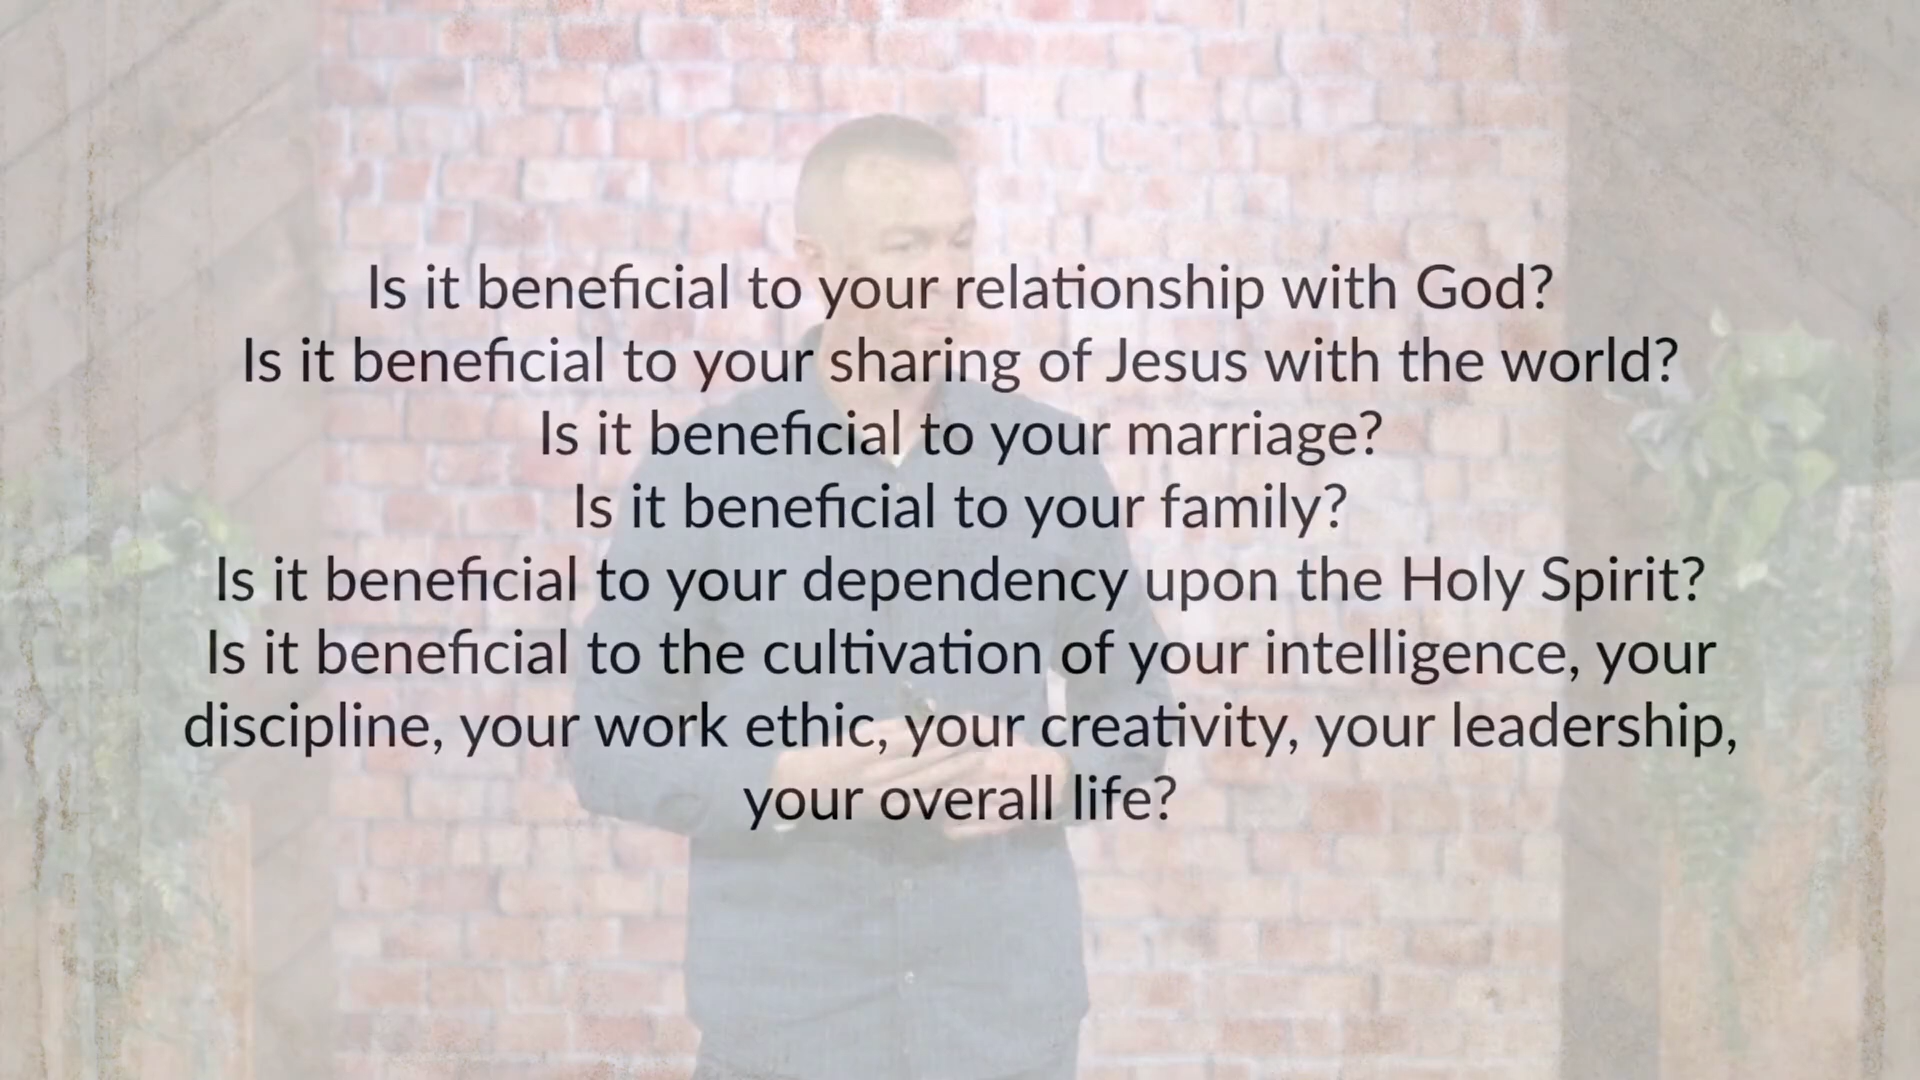 Is it beneficial to your relationship with God?
Is it beneficial to your sharing of Jesus with the world?
Is it beneficial to your marriage?
Is it beneficial to your family?
Is it beneficial to your dependency upon the Holy Spirit?
Is it beneficial to the cultivation of your intelligence, your
discipline, your work ethic, your creativity, your leadership,
your overall life?